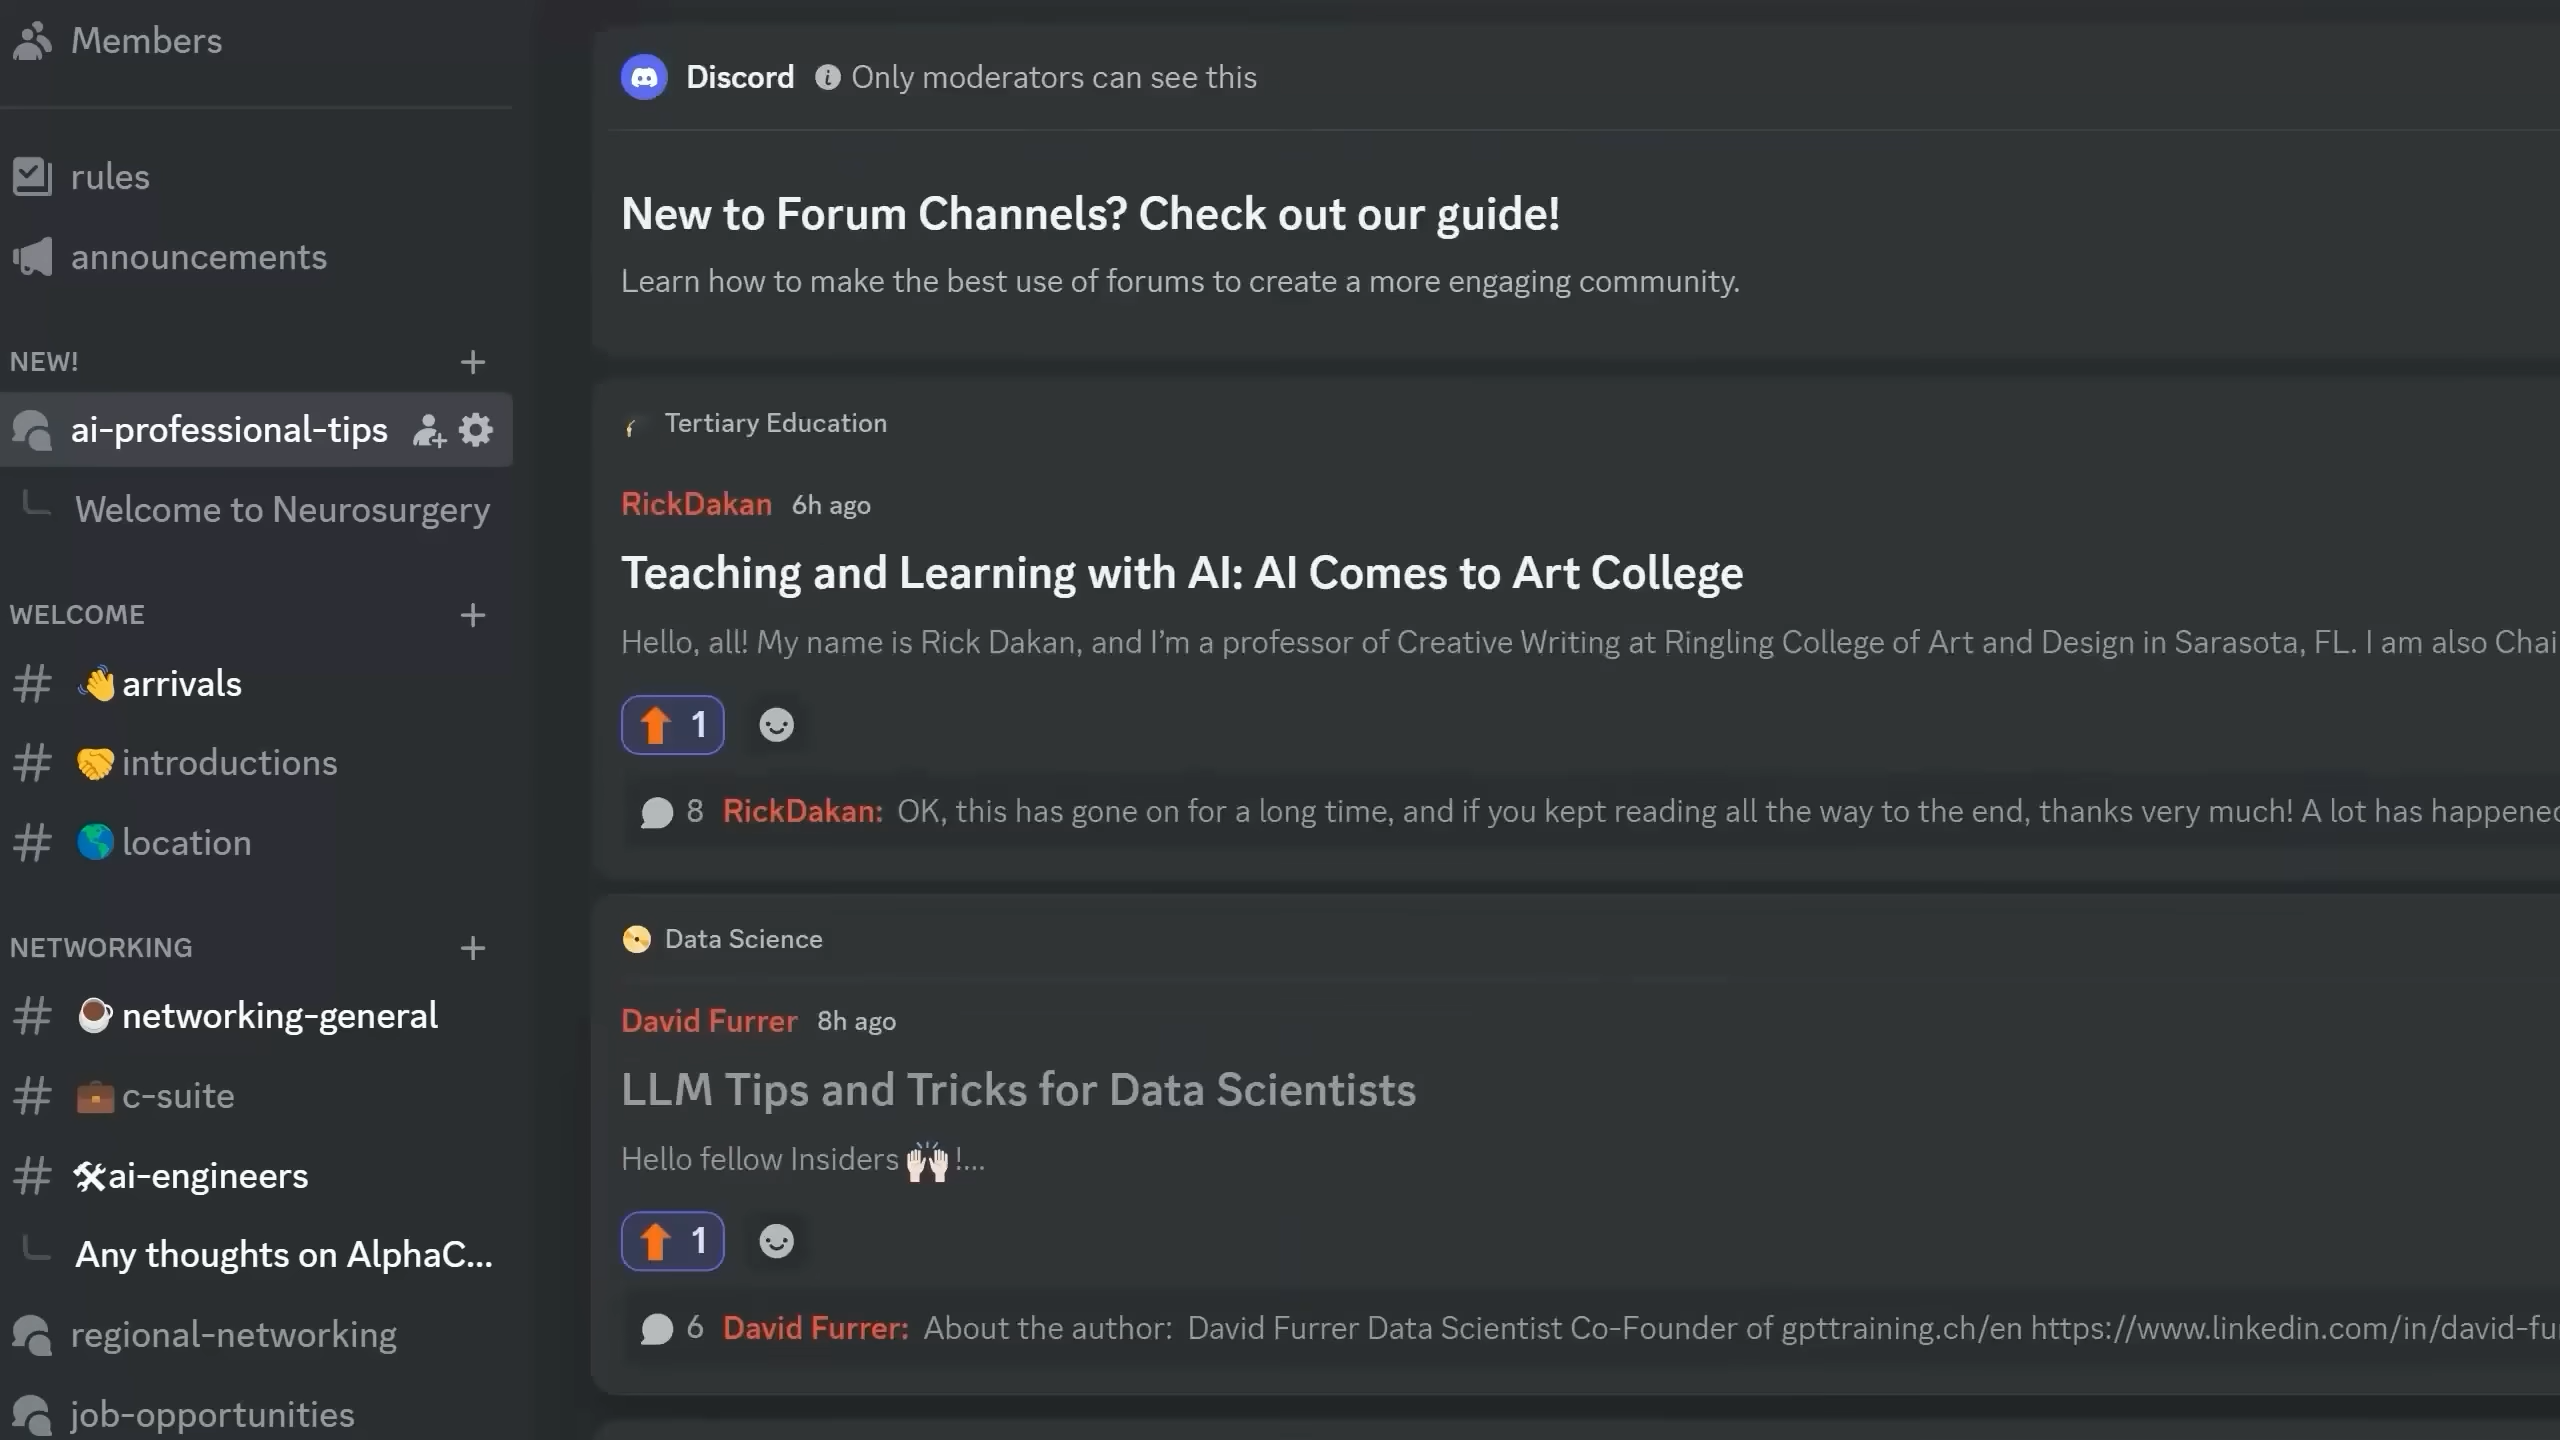 Members
rules
announcements
NEW!
ai-professional-tips
Welcome to Neurosurgery
WELCOME
arrivals
introductions
location
NETWORKING
networking-general
c-suite
ai-engineers
Any thoughts on AlphaC...
regional-networking
job-opportunities
Discord Only moderators can see this
New to Forum Channels? Check out our guide!
Learn how to make the best use of forums to create a more engaging community.
Tertiary Education
RickDakan 6h ago
Teaching and Learning with AI: AI Comes to Art College
Hello, all! My name is Rick Dakan, and I'm a professor of Creative Writing at Ringling College of Art and Design in Sarasota, FL. I am also Chai
1
8 RickDakan: OK, this has gone on for a long time, and if you kept reading all the way to the end, thanks very much! A lot has happened
Data Science
David Furrer 8h ago
LLM Tips and Tricks for Data Scientists
Hello fellow Insiders 🙌🏻!...
1
6 David Furrer: About the author: David Furrer Data Scientist Co-Founder of gpttraining.ch/en https://www.linkedin.com/in/david-fu